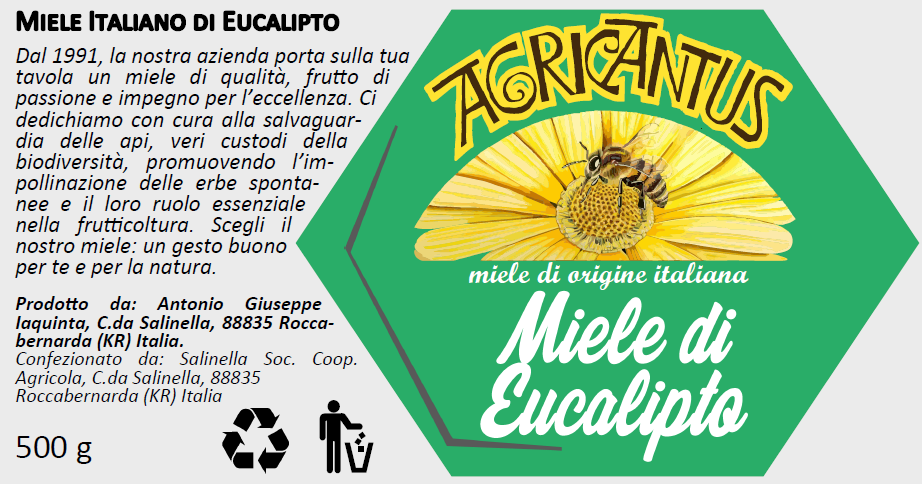 Miele Italiano di Eucalipto
Dal 1991, la nostra azienda porta sulla tua
tavola un miele di qualità, frutto di
passione e impegno per l'eccellenza. Ci
dedichiamo con cura alla salvaguar-
dia delle api, veri custodi della
biodiversità, promuovendo l'im-
pollinazione delle erbe sponta-
nee e il loro ruolo essenziale
nella frutticoltura. Scegli il
nostro miele: un gesto buono
per te e per la natura.
Prodotto da: Antonio Giuseppe
Iaquinta, C.da Salinella, 88835 Rocca-
bernarda (KR) Italia.
Confezionato da: Salinella Soc. Coop.
Agricola, C.da Salinella, 88835
Roccabernarda (KR) Italia
500 g
AGRICANTUS
miele di origine italiana
Miele di
Eucalipto